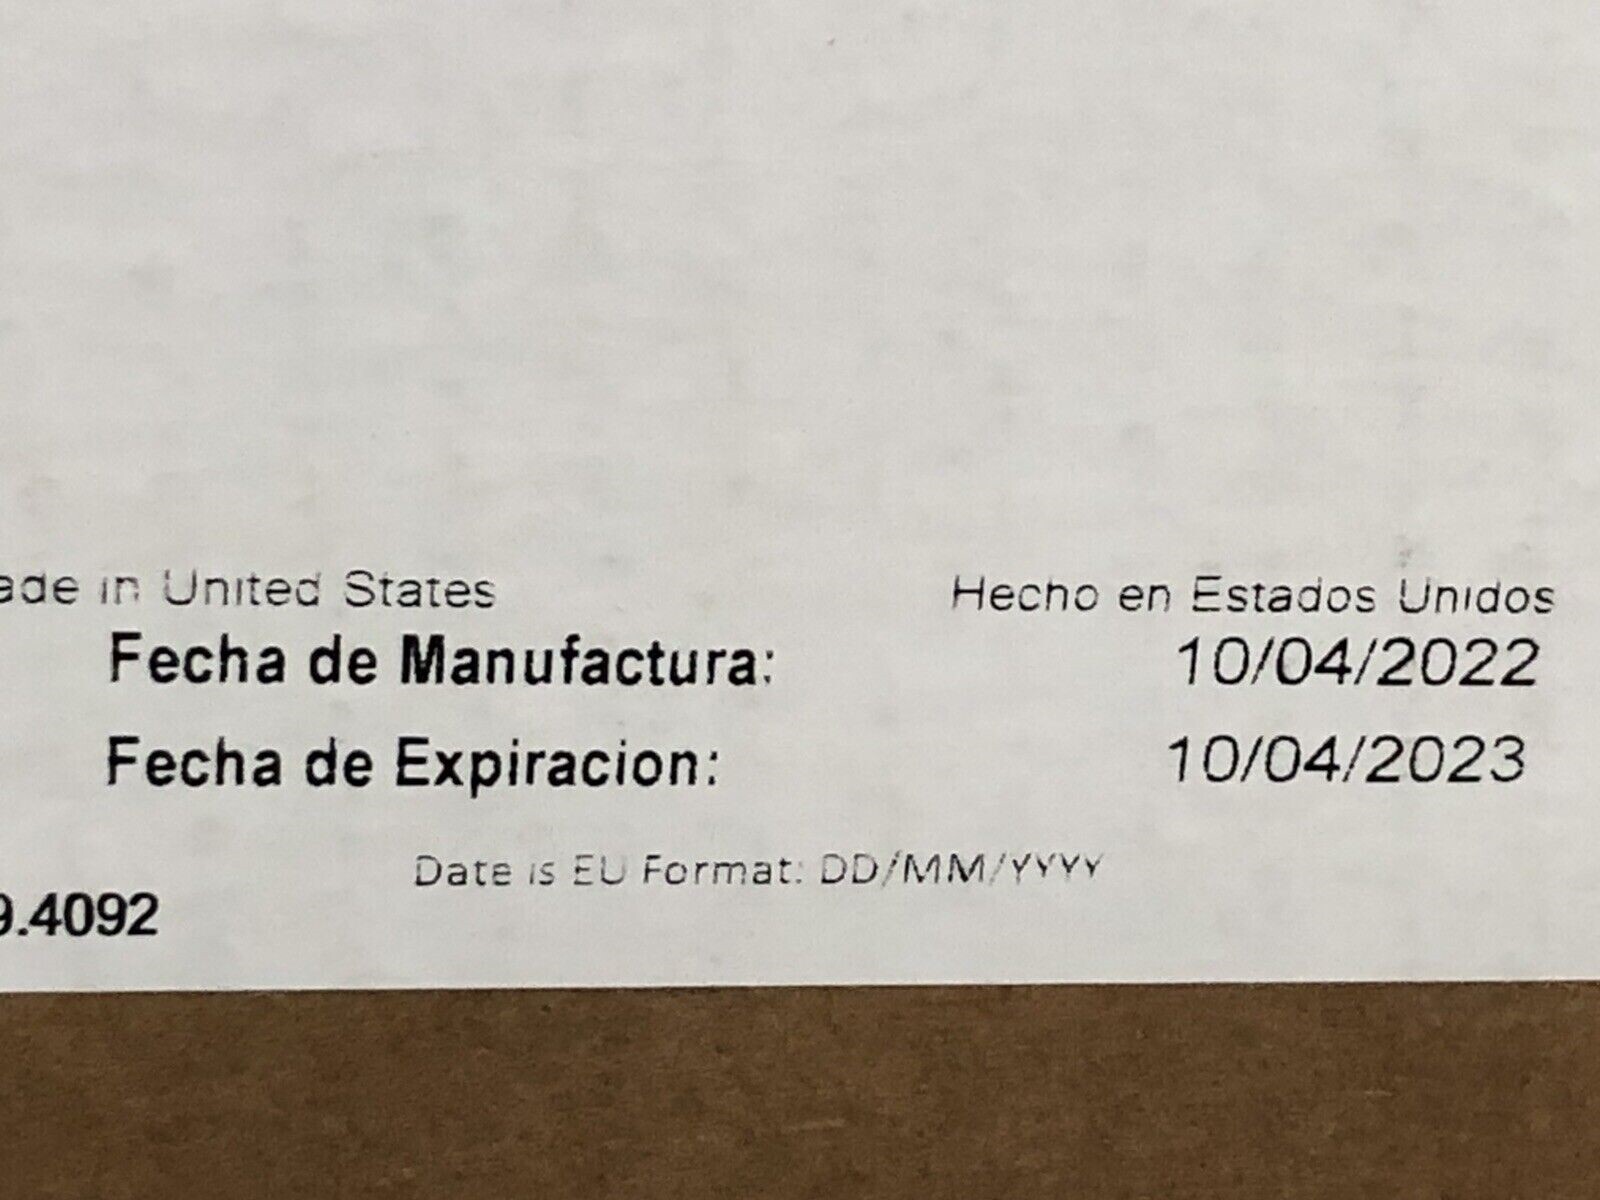 ade in United States Hecho en Estados Unidos
Fecha de Manufactura: 10/04/2022
Fecha de Expiracion: 10/04/2023
Date is EU Format: DD/MM/YYYY
9.4092